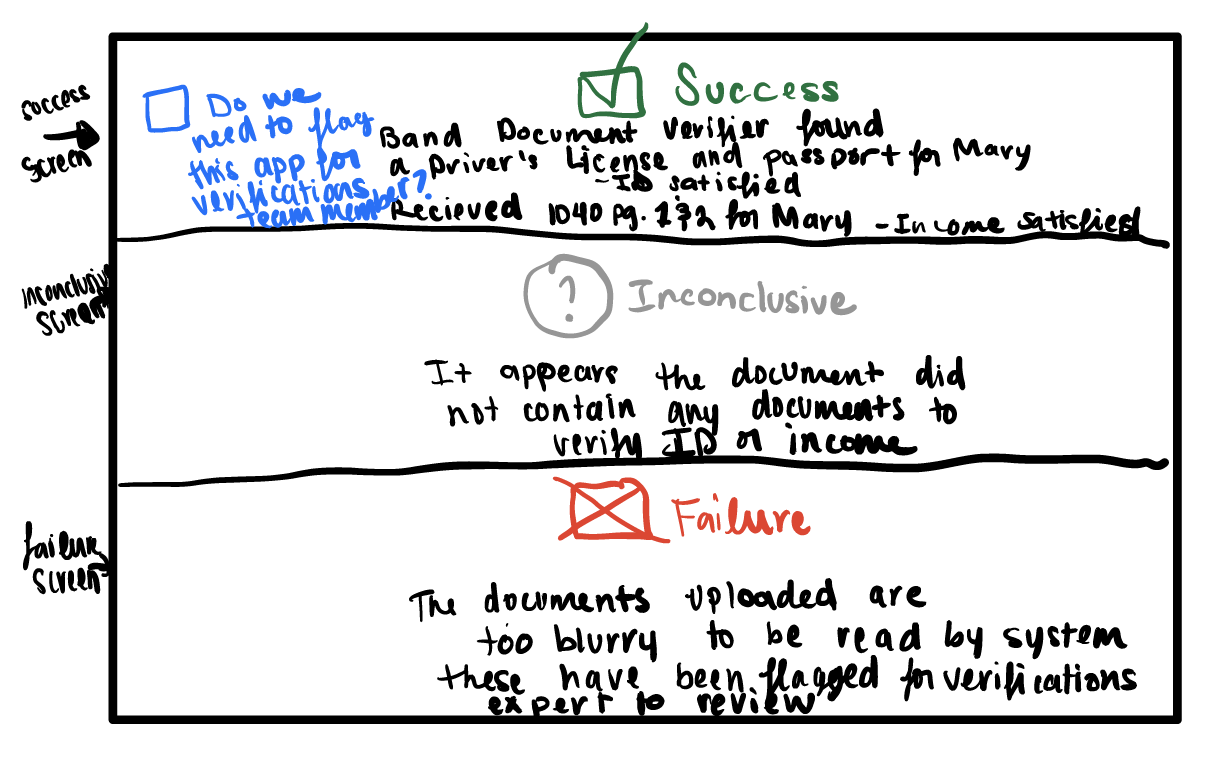 success
screen
Do we
need to flag
this app for
verifications
team member?
Success
Band Document verifier found
a Driver's License and passport for Mary
- ID satisfied
Recieved 1040 pg. 1&2 for Mary - Income satisfied
inconclusive
screen
?
Inconclusive
It appears the document did
not contain any documents to
verify ID or income
failure
screen
Failure
The documents uploaded are
too blurry to be read by system
these have been flagged for verifications
expert to review